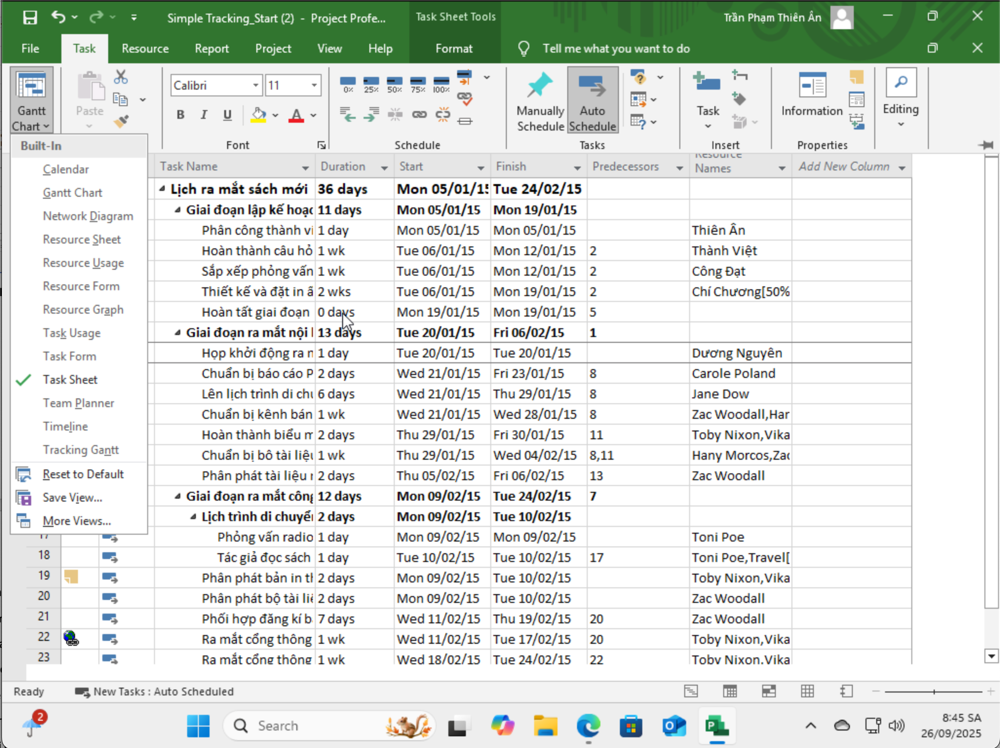 Simple Tracking_Start (2) - Project Profe...
Task Sheet Tools
Trần Phạm Thiên Ân
File Task Resource Report Project View Help Format Tell me what you want to do
Gantt Chart
Paste
Calibri 11
B I U A
0% 25% 50% 75% 100%
Manually Schedule
Auto Schedule
Task
Information
Editing
Font Schedule Tasks Insert Properties
Built-In
Calendar
Gantt Chart
Network Diagram
Resource Sheet
Resource Usage
Resource Form
Resource Graph
Task Usage
Task Form
Task Sheet
Team Planner
Timeline
Tracking Gantt
Reset to Default
Save View...
More Views...
Task Name Duration Start Finish Predecessors Resource Names Add New Column
Lịch ra mắt sách mới 36 days Mon 05/01/15 Tue 24/02/15
Giai đoạn lập kế hoạc 11 days Mon 05/01/15 Mon 19/01/15
Phân công thành vi 1 day Mon 05/01/15 Mon 05/01/15 Thiên Ân
Hoàn thành câu hỏ 1 wk Tue 06/01/15 Mon 12/01/15 2 Thành Việt
Sắp xếp phỏng vấn 1 wk Tue 06/01/15 Mon 12/01/15 2 Công Đạt
Thiết kế và đặt in ấ 2 wks Tue 06/01/15 Mon 19/01/15 2 Chí Chương[50%
Hoàn tất giai đoạn 0 days Mon 19/01/15 Mon 19/01/15 5
Giai đoạn ra mắt nội 13 days Tue 20/01/15 Fri 06/02/15 1
Họp khởi động ra 1 day Tue 20/01/15 Tue 20/01/15 Dương Nguyên
Chuẩn bị báo cáo P 2 days Wed 21/01/15 Fri 23/01/15 8 Carole Poland
Lên lịch trình di chu 6 days Wed 21/01/15 Thu 29/01/15 8 Jane Dow
Chuẩn bị kênh bán 1 wk Wed 21/01/15 Wed 28/01/15 8 Zac Woodall,Har
Hoàn thành biểu m 2 days Thu 29/01/15 Fri 30/01/15 11 Toby Nixon,Vika
Chuẩn bị bô tài liệu 1 wk Thu 29/01/15 Wed 04/02/15 8,11 Hany Morcos,Zac
Phân phát tài liệu 2 days Thu 05/02/15 Fri 06/02/15 13 Zac Woodall
Giai đoạn ra mắt công 12 days Mon 09/02/15 Tue 24/02/15 7
Lịch trình di chuyển 2 days Mon 09/02/15 Tue 10/02/15
17 Phỏng vấn radio 1 day Mon 09/02/15 Mon 09/02/15 Toni Poe
18 Tác giả đọc sách 1 day Tue 10/02/15 Tue 10/02/15 17 Toni Poe,Travel[
19 Phân phát bản in th 2 days Mon 09/02/15 Tue 10/02/15 Toby Nixon,Vika
20 Phân phát bộ tài liệ 2 days Mon 09/02/15 Tue 10/02/15 Zac Woodall
21 Phối hợp đăng kí b 7 days Wed 11/02/15 Thu 19/02/15 20 Zac Woodall
22 Ra mắt cổng thông 1 wk Wed 11/02/15 Tue 17/02/15 20 Toby Nixon,Vika
23 Ra mắt cổng thông 1 wk Wed 18/02/15 Tue 24/02/15 22 Toby Nixon,Vika
Ready New Tasks : Auto Scheduled
2
Search
8:45 SA
26/09/2025